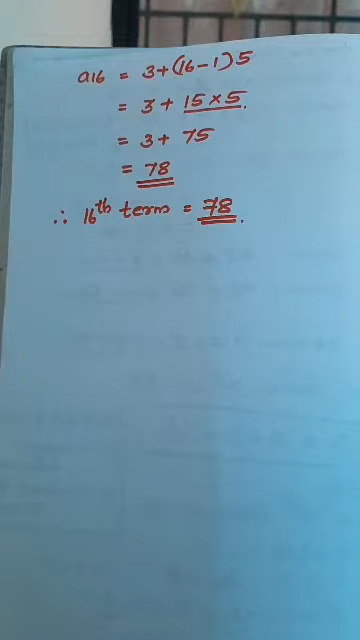 a16 = 3+(16-1)5
= 3 + 15 × 5.
= 3 + 75
= 78
∴ 16th term = 78.